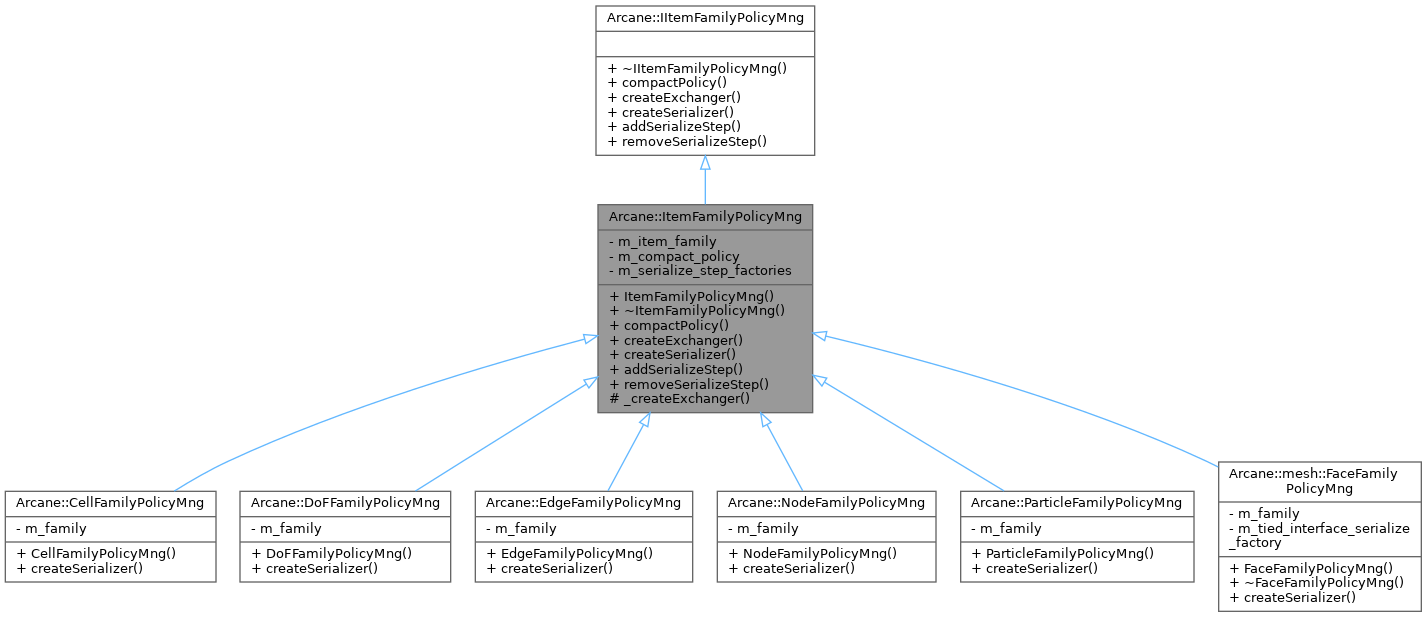 Arcane::IItemFamilyPolicyMng
+ ~IItemFamilyPolicyMng()
+ compactPolicy()
+ createExchanger()
+ createSerializer()
+ addSerializeStep()
+ removeSerializeStep()
Arcane::ItemFamilyPolicyMng
- m_item_family
- m_compact_policy
- m_serialize_step_factories
+ ItemFamilyPolicyMng()
+ ~ItemFamilyPolicyMng()
+ compactPolicy()
+ createExchanger()
+ createSerializer()
+ addSerializeStep()
+ removeSerializeStep()
# _createExchanger()
Arcane::CellFamilyPolicyMng
- m_family
+ CellFamilyPolicyMng()
+ createSerializer()
Arcane::DoFFamilyPolicyMng
- m_family
+ DoFFamilyPolicyMng()
+ createSerializer()
Arcane::EdgeFamilyPolicyMng
- m_family
+ EdgeFamilyPolicyMng()
+ createSerializer()
Arcane::NodeFamilyPolicyMng
- m_family
+ NodeFamilyPolicyMng()
+ createSerializer()
Arcane::ParticleFamilyPolicyMng
- m_family
+ ParticleFamilyPolicyMng()
+ createSerializer()
Arcane::mesh::FaceFamily
PolicyMng
- m_family
- m_tied_interface_serialize
_factory
+ FaceFamilyPolicyMng()
+ ~FaceFamilyPolicyMng()
+ createSerializer()